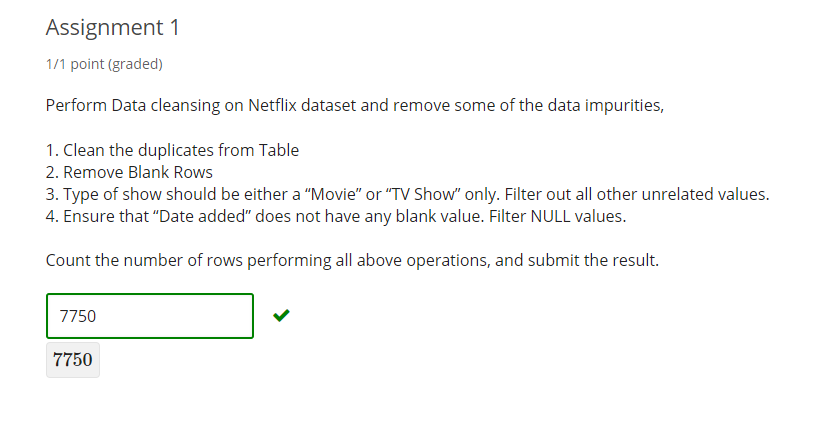 Assignment 1
1/1 point (graded)
Perform Data cleansing on Netflix dataset and remove some of the data impurities,
1. Clean the duplicates from Table
2. Remove Blank Rows
3. Type of show should be either a “Movie” or “TV Show” only. Filter out all other unrelated values.
4. Ensure that “Date added” does not have any blank value. Filter NULL values.
Count the number of rows performing all above operations, and submit the result.
7750
7750